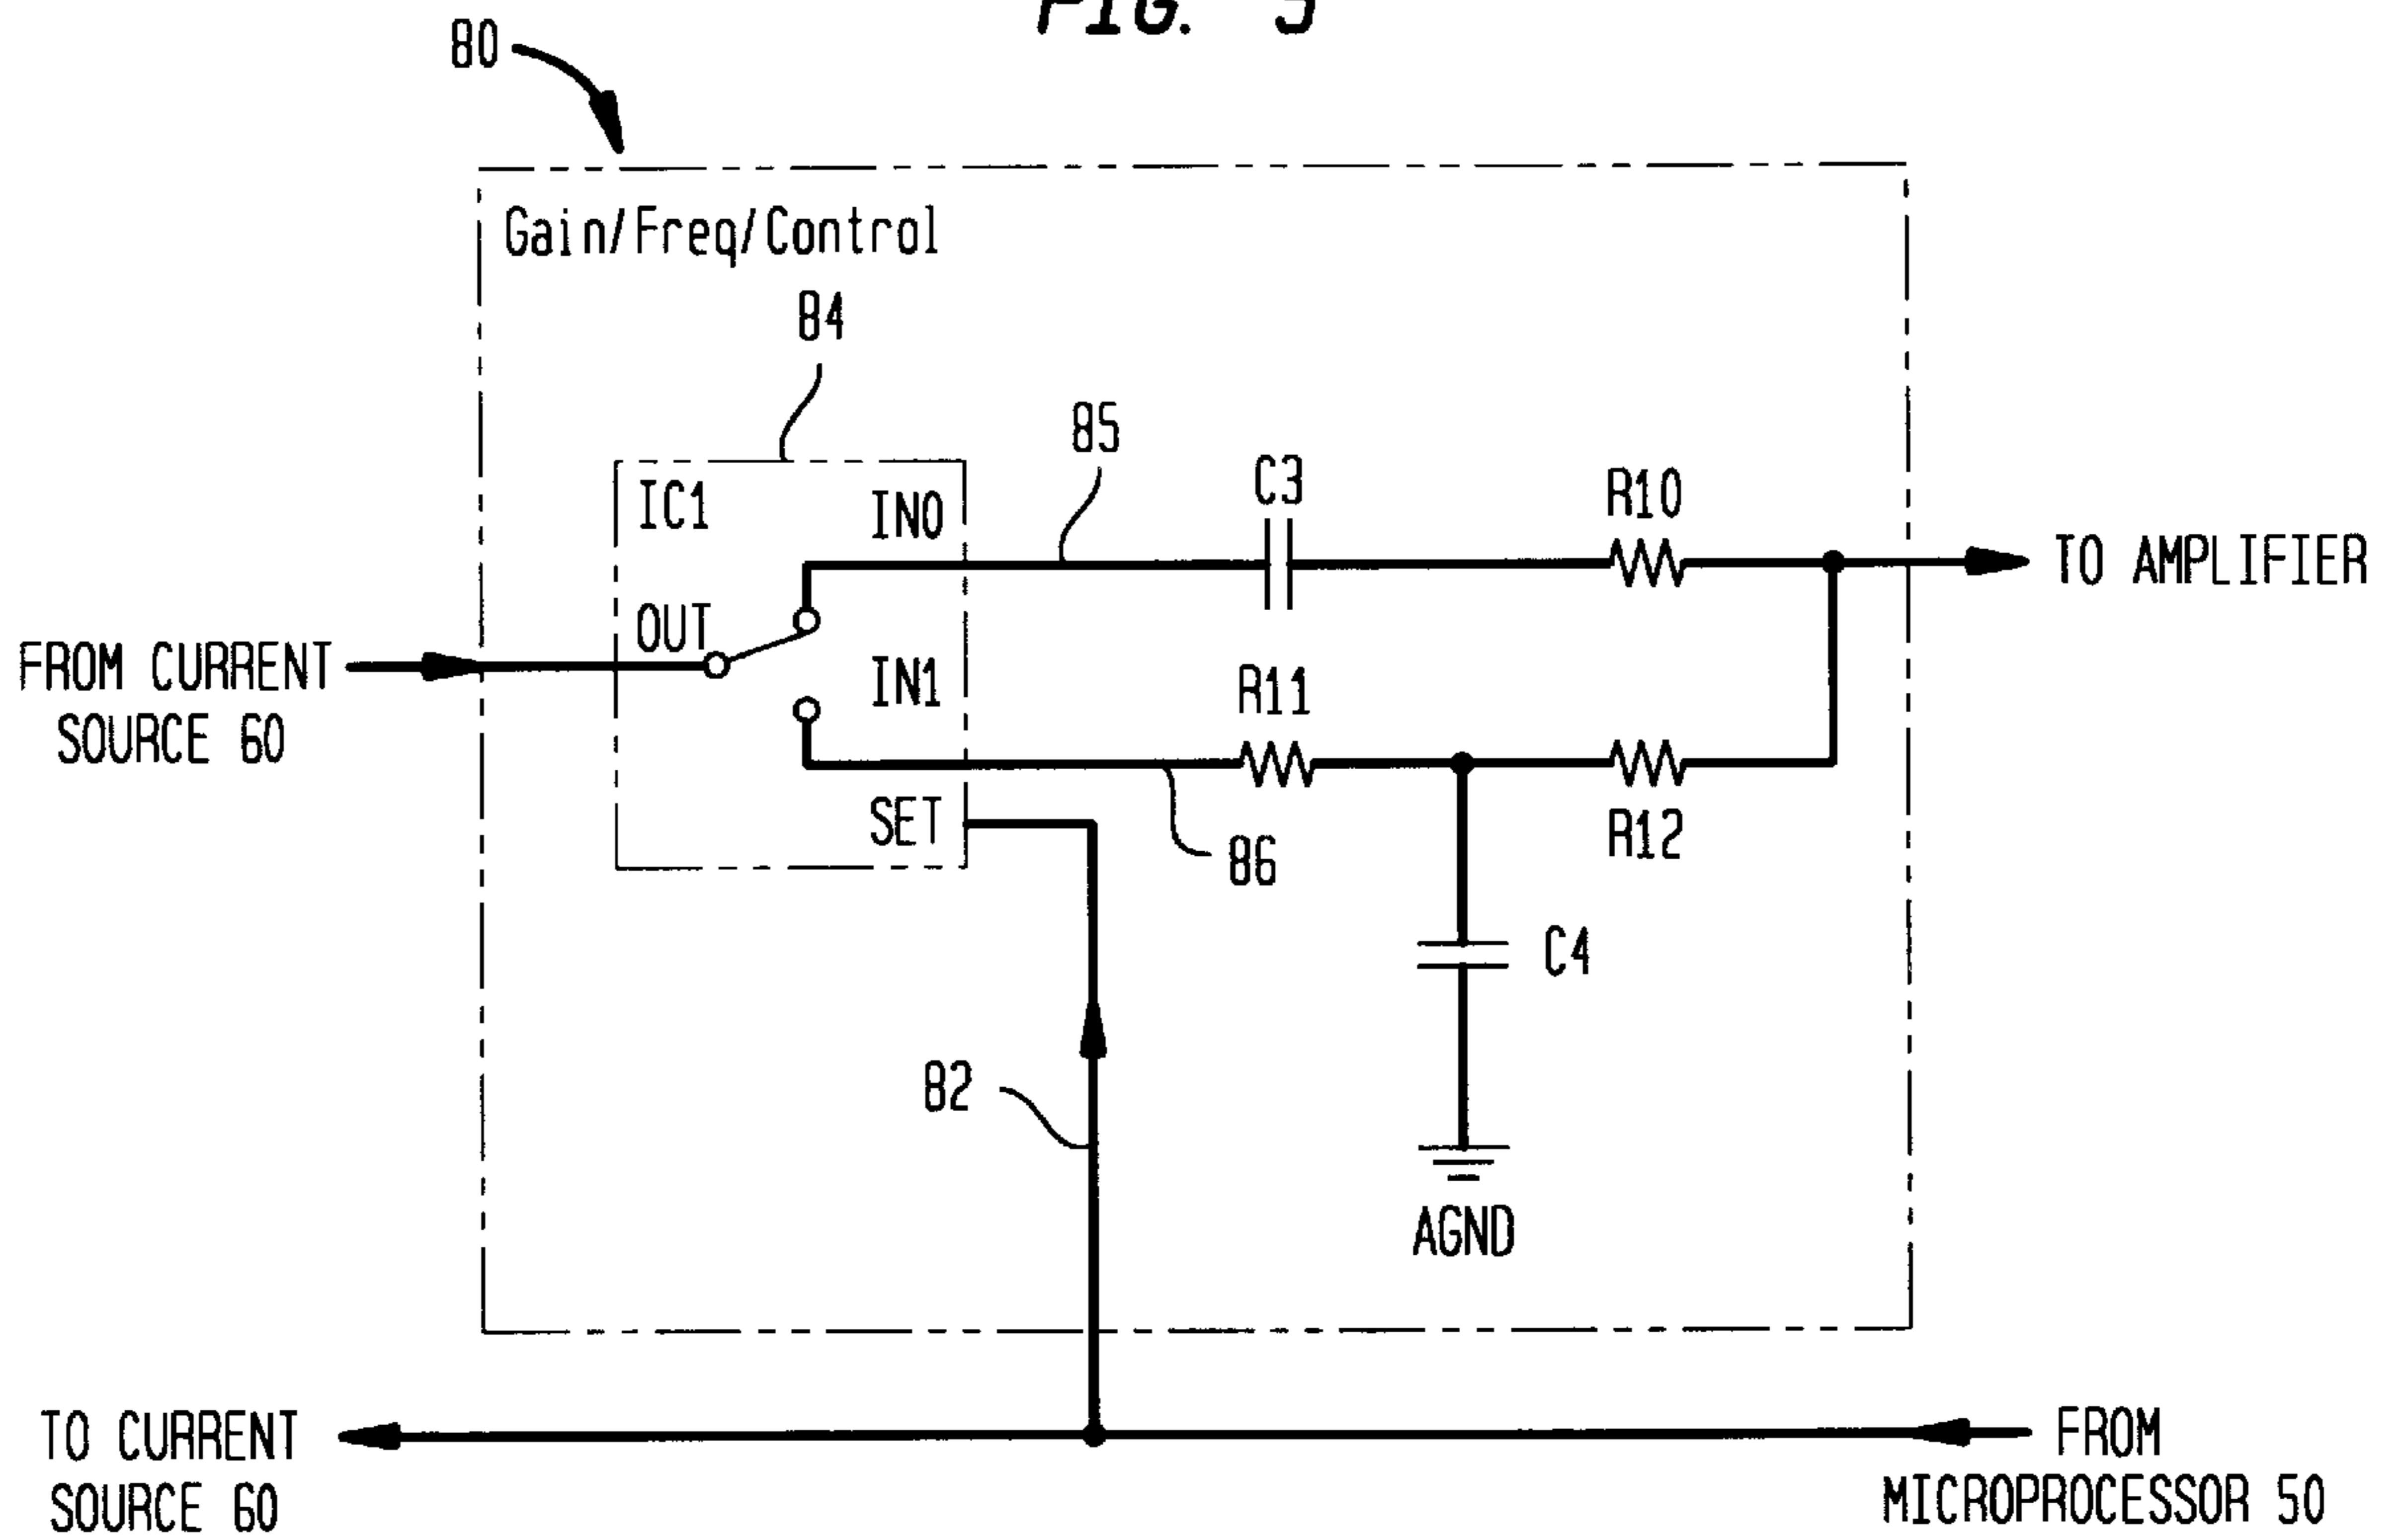 FIG. 5
80
Gain/Freq/Control
84
85
C3
R10
IC1
IN0
TO AMPLIFIER
OUT
FROM CURRENT
SOURCE 60
IN1
R11
SET
86
R12
C4
82
AGND
TO CURRENT
SOURCE 60
FROM
MICROPROCESSOR 50